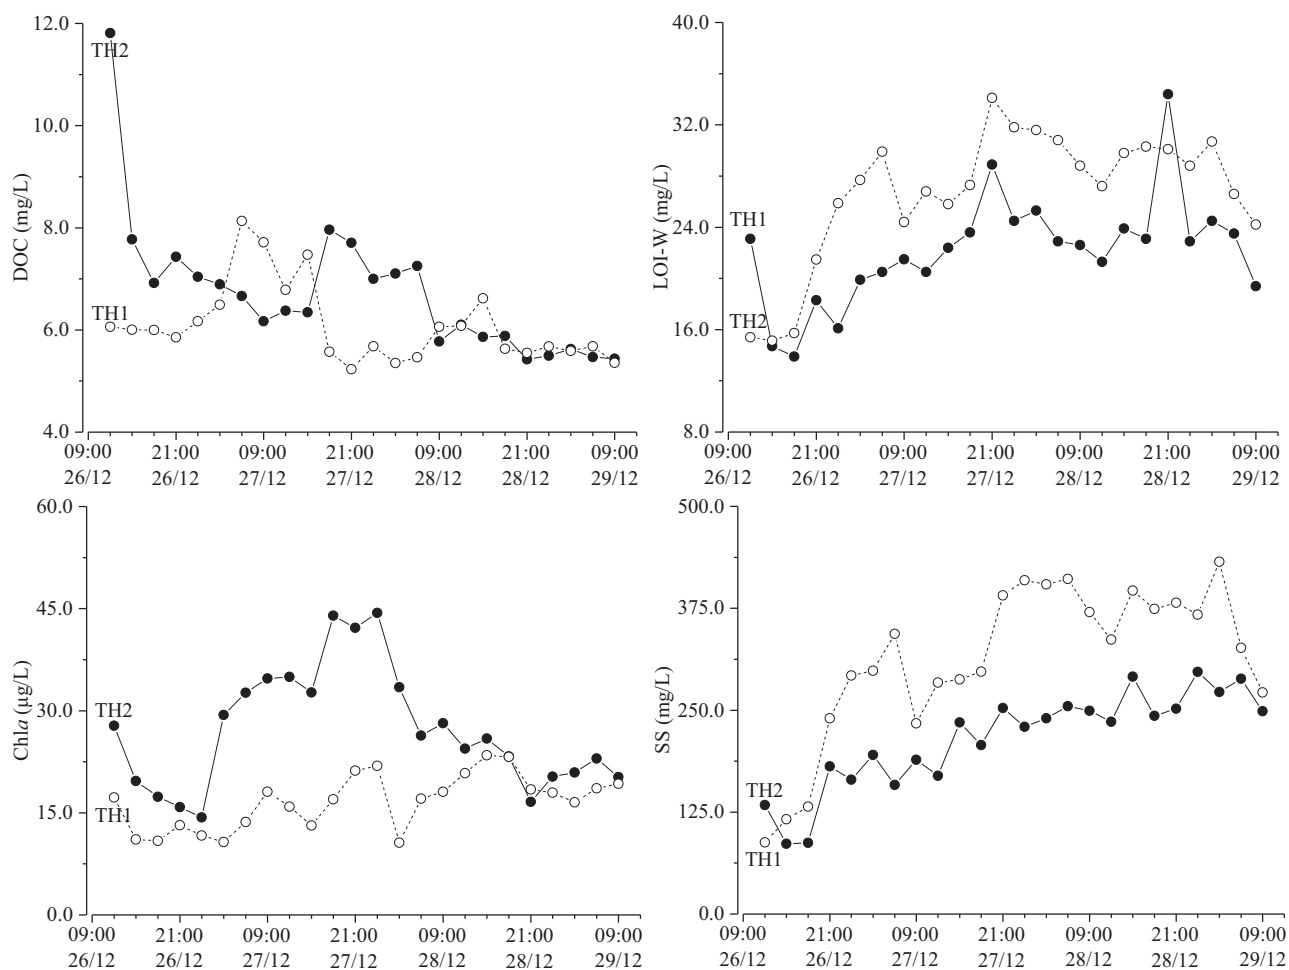 12.0
10.0
8.0
6.0
4.0
DOC (mg/L)
TH2
TH1
09:00 21:00 09:00 21:00 09:00 21:00 09:00
26/12 26/12 27/12 27/12 28/12 28/12 29/12
40.0
32.0
24.0
16.0
8.0
LOI-W (mg/L)
TH1
TH2
09:00 21:00 09:00 21:00 09:00 21:00 09:00
26/12 26/12 27/12 27/12 28/12 28/12 29/12
60.0
45.0
30.0
15.0
0.0
Chla (μg/L)
TH2
TH1
09:00 21:00 09:00 21:00 09:00 21:00 09:00
26/12 26/12 27/12 27/12 28/12 28/12 29/12
500.0
375.0
250.0
125.0
0.0
SS (mg/L)
TH2
TH1
09:00 21:00 09:00 21:00 09:00 21:00 09:00
26/12 26/12 27/12 27/12 28/12 28/12 29/12